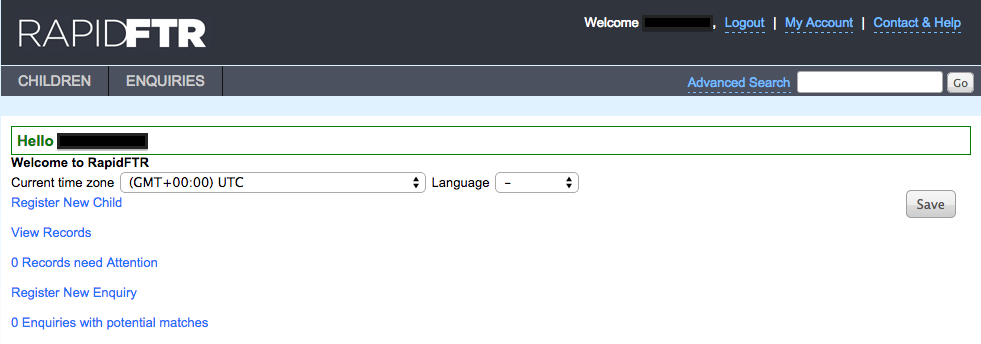 RAPIDFTR
Welcome , Logout | My Account | Contact & Help
CHILDREN ENQUIRIES Advanced Search Go
Hello
Welcome to RapidFTR
Current time zone (GMT+00:00) UTC Language –
Register New Child
Save
View Records
0 Records need Attention
Register New Enquiry
0 Enquiries with potential matches